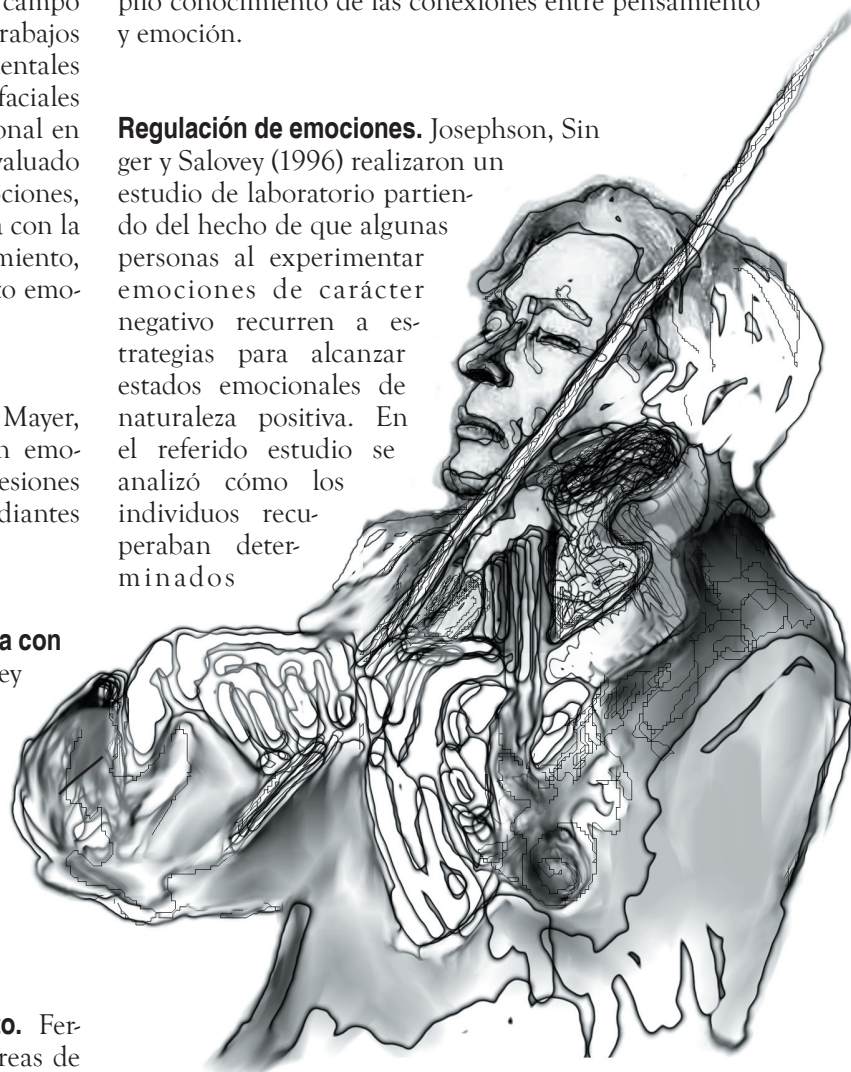 campo
rabajos
entales
faciales
onal en
valuado
ciones,
a con la
miento,
to emo-
Mayer,
n emo-
esiones
diantes
a con
ey
to. Fer-
reas de
plio conocimiento de las conexiones entre pensamiento
y emoción.
Regulación de emociones. Josephson, Sin
ger y Salovey (1996) realizaron un
estudio de laboratorio partien-
do del hecho de que algunas
personas al experimentar
emociones de carácter
negativo recurren a es-
trategias para alcanzar
estados emocionales de
naturaleza positiva. En
el referido estudio se
analizó cómo los
individuos recu-
peraban deter-
minados